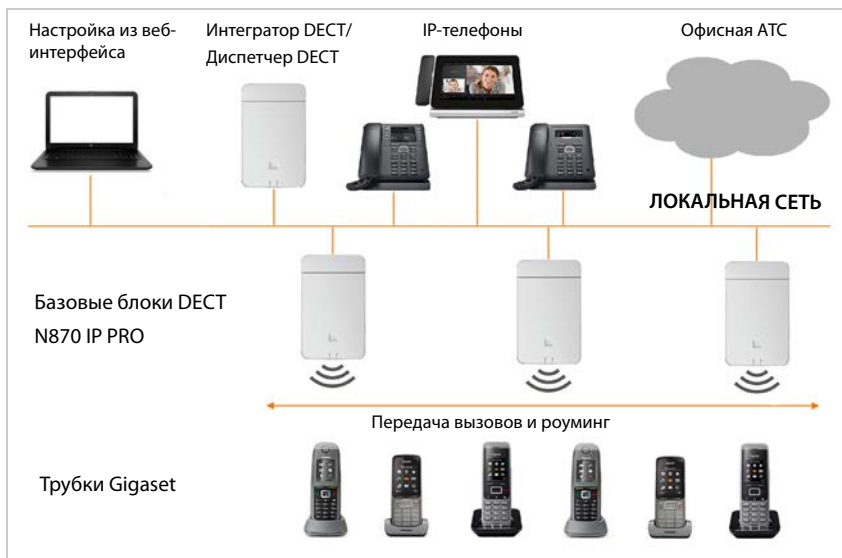 Настройка из веб-
интерфейса
Интегратор DECT/
Диспетчер DECT
IP-телефоны
Офисная АТС
ЛОКАЛЬНАЯ СЕТЬ
Базовые блоки DECT
N870 IP PRO
Передача вызовов и роуминг
Трубки Gigaset